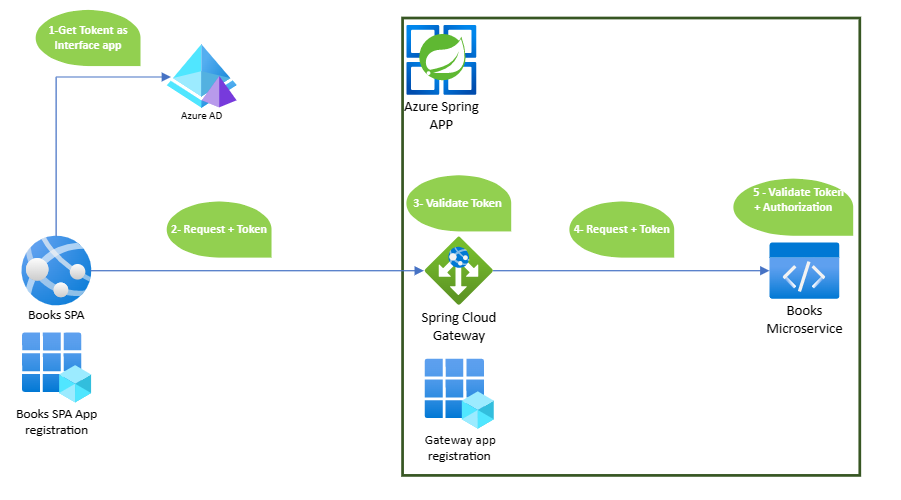 1-Get Tokent as
Interface app
Azure AD
Azure Spring
APP
2- Request + Token
3- Validate Token
4- Request + Token
5 - Validate Token
+ Authorization
Books SPA
Spring Cloud
Gateway
Books
Microservice
Books SPA App
registration
Gateway app
registration